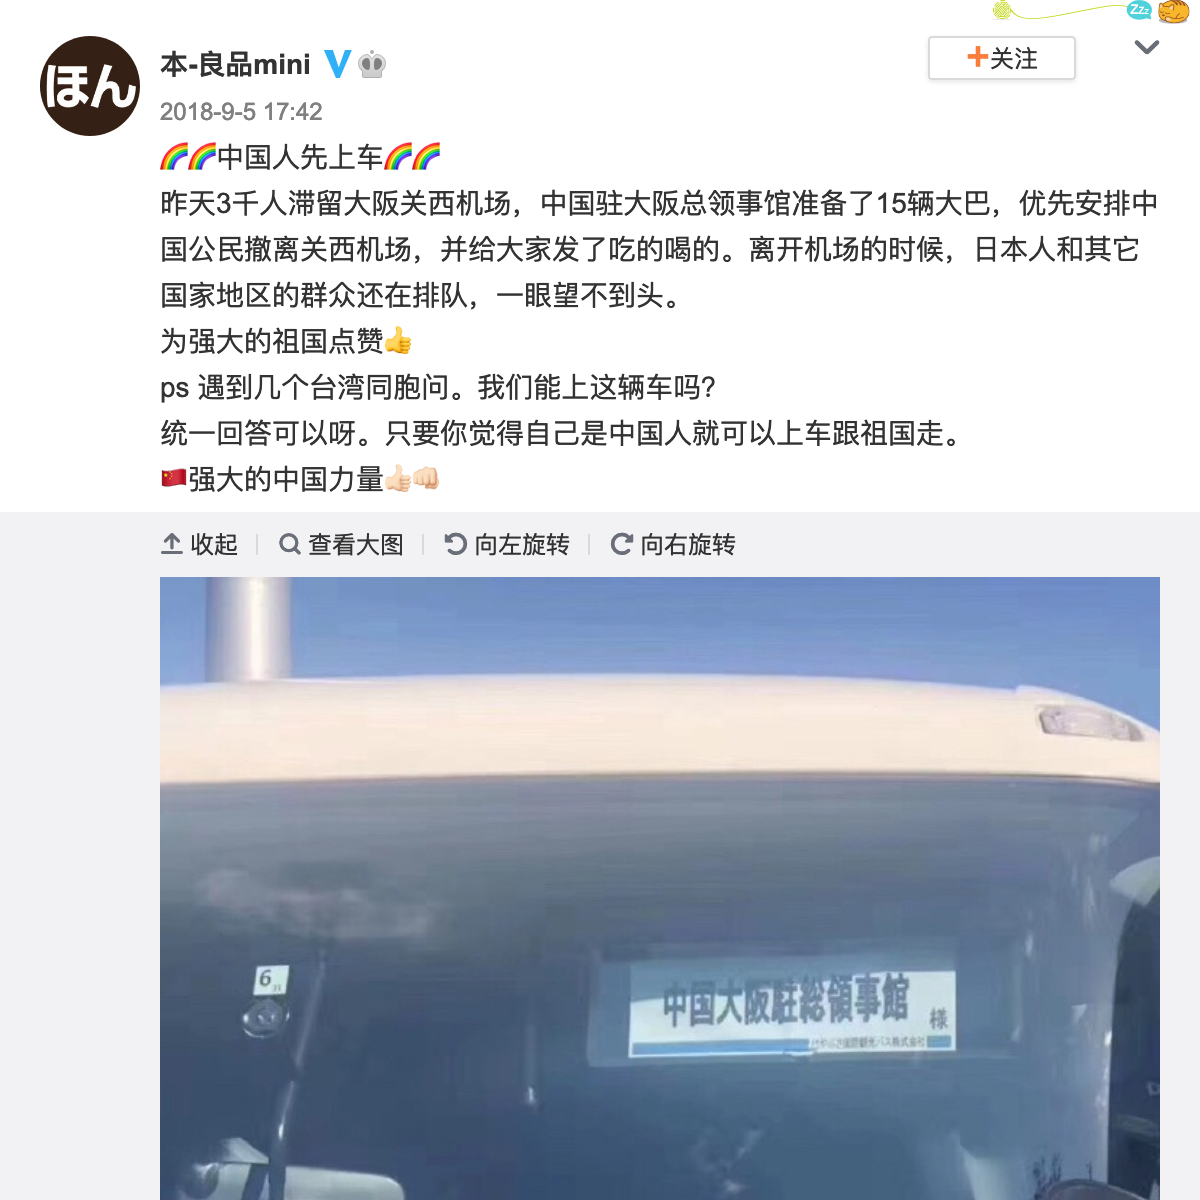 Zzz
ほん
本-良品mini
+关注
2018-9-5 17:42
🌈🌈中国人先上车🌈🌈
昨天3千人滞留大阪关西机场，中国驻大阪总领事馆准备了15辆大巴，优先安排中
国公民撤离关西机场，并给大家发了吃的喝的。离开机场的时候，日本人和其它
国家地区的群众还在排队，一眼望不到头。
为强大的祖国点赞👍
ps 遇到几个台湾同胞问。我们能上这辆车吗？
统一回答可以呀。只要你觉得自己是中国人就可以上车跟祖国走。
🇨🇳强大的中国力量👍🏻👊🏻
收起 查看大图 向左旋转 向右旋转
6
中国大阪駐総領事館 様
観光バス株式会社